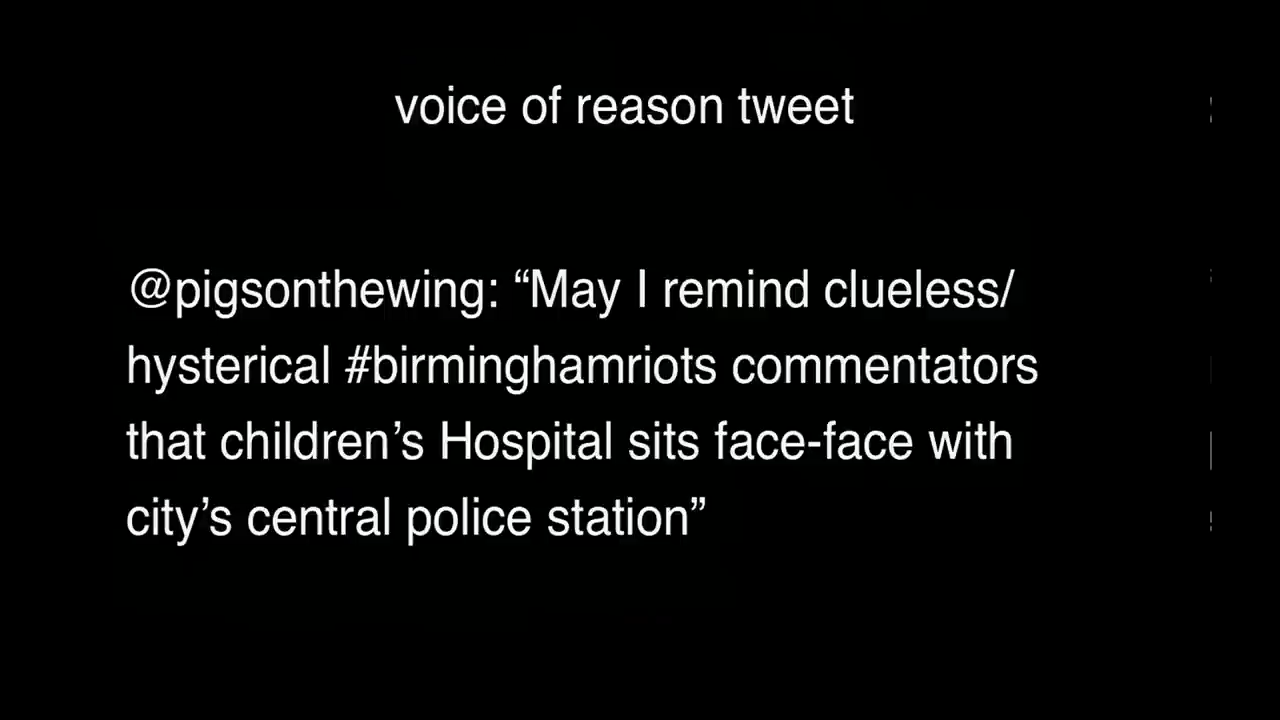 voice of reason tweet
@pigsonthewing: “May I remind clueless/
hysterical #birminghamriots commentators
that children’s Hospital sits face-face with
city’s central police station”